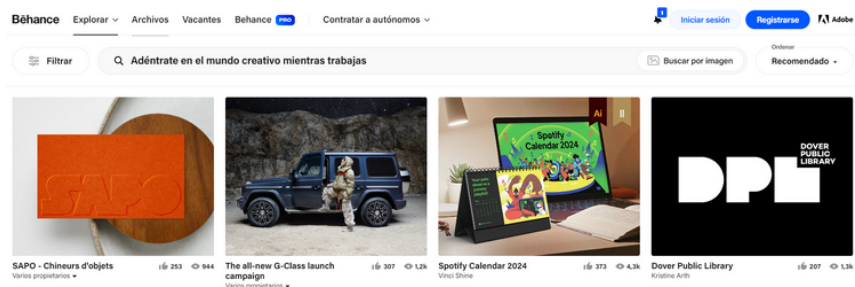 Bēhance Explorar Archivos Vacantes Behance PRO Contratar a autónomos 1 Iniciar sesión Registrarse Adobe
Filtrar Adéntrate en el mundo creativo mientras trabajas Buscar por imagen Ordenar Recomendado
SAPO
Spotify
Calendar 2024
Ai
DPL
DOVER
PUBLIC
LIBRARY
SAPO - Chineurs d'objets 253 944
Varios propietarios
The all-new G-Class launch campaign 307 1,2k
Varios propietarios
Spotify Calendar 2024 373 4,3k
Vinci Shine
Dover Public Library 207 1,3k
Kristine Arth